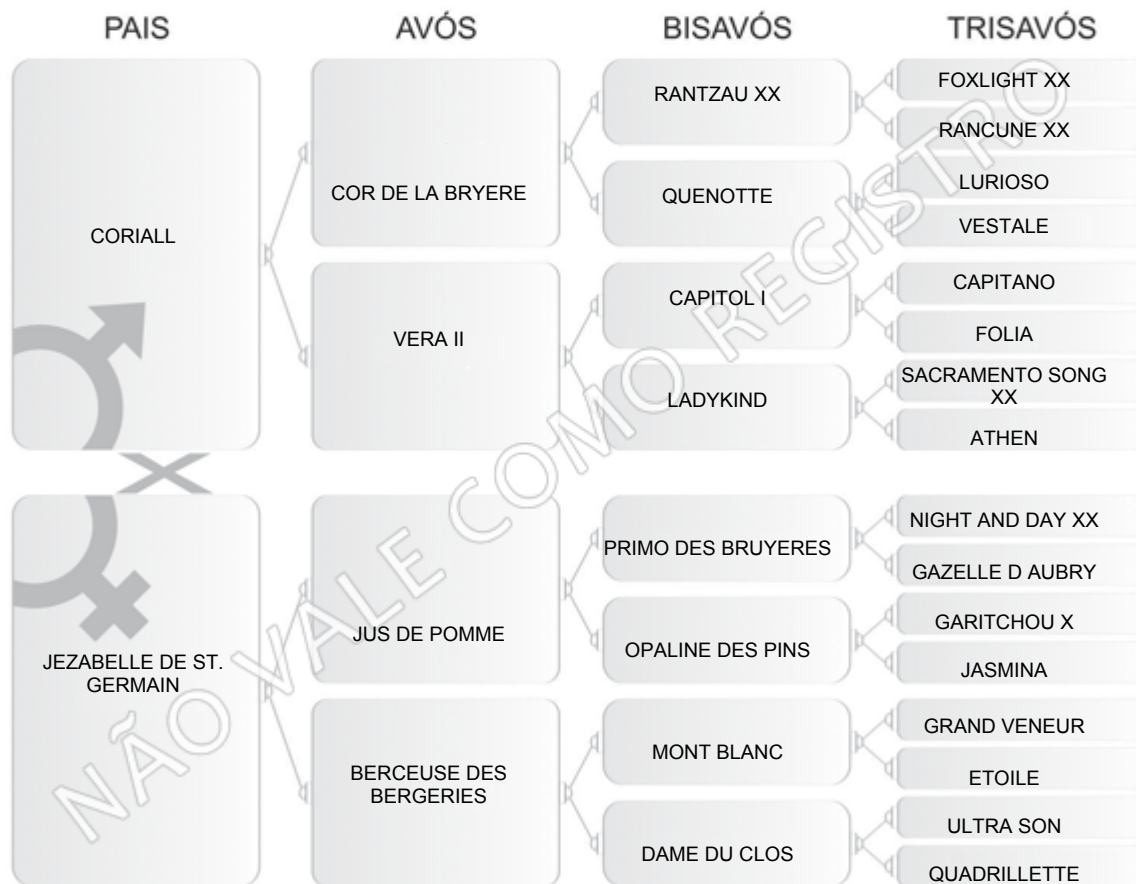 PAIS AVÓS BISAVÓS TRISAVÓS
CORIALL
COR DE LA BRYERE
VERA II
RANTZAU XX
QUENOTTE
CAPITOL I
LADYKIND
FOXLIGHT XX
RANCUNE XX
LURIOSO
VESTALE
CAPITANO
FOLIA
SACRAMENTO SONG
XX
ATHEN
JEZABELLE DE ST.
GERMAIN
JUS DE POMME
BERCEUSE DES
BERGERIES
PRIMO DES BRUYERES
OPALINE DES PINS
MONT BLANC
DAME DU CLOS
NIGHT AND DAY XX
GAZELLE D AUBRY
GARITCHOU X
JASMINA
GRAND VENEUR
ETOILE
ULTRA SON
QUADRILLETTE
NÃO VALE COMO REGISTRO